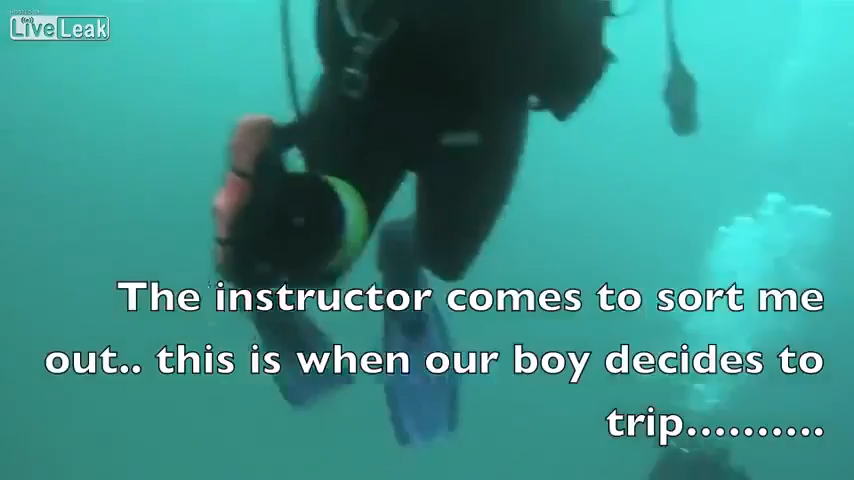 LiveLeak
The instructor comes to sort me
out.. this is when our boy decides to
trip..........